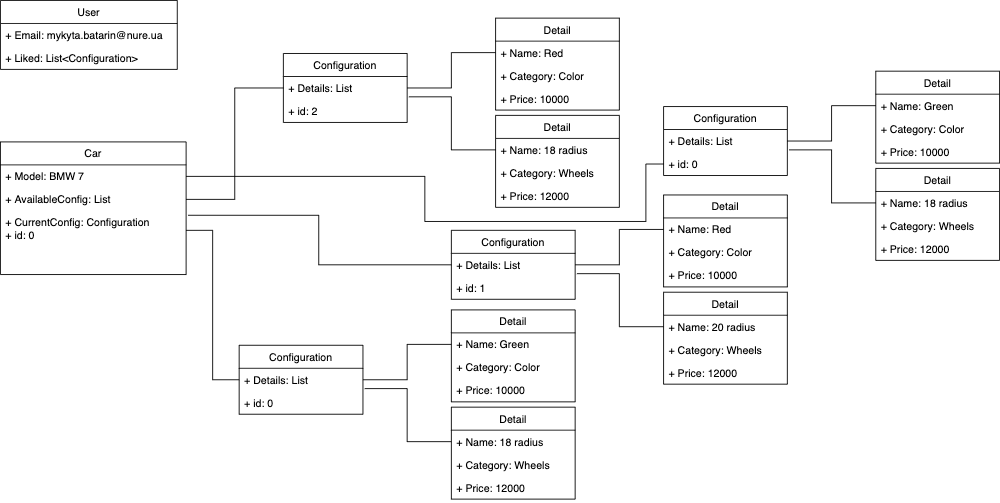 User
+ Email: mykyta.batarin@nure.ua
+ Liked: List<Configuration>
Car
+ Model: BMW 7
+ AvailableConfig: List
+ CurrentConfig: Configuration
+ id: 0
Configuration
+ Details: List
+ id: 2
Detail
+ Name: Red
+ Category: Color
+ Price: 10000
Detail
+ Name: 18 radius
+ Category: Wheels
+ Price: 12000
Configuration
+ Details: List
+ id: 0
Detail
+ Name: Green
+ Category: Color
+ Price: 10000
Detail
+ Name: 18 radius
+ Category: Wheels
+ Price: 12000
Configuration
+ Details: List
+ id: 1
Detail
+ Name: Red
+ Category: Color
+ Price: 10000
Detail
+ Name: 20 radius
+ Category: Wheels
+ Price: 12000
Configuration
+ Details: List
+ id: 0
Detail
+ Name: Green
+ Category: Color
+ Price: 10000
Detail
+ Name: 18 radius
+ Category: Wheels
+ Price: 12000